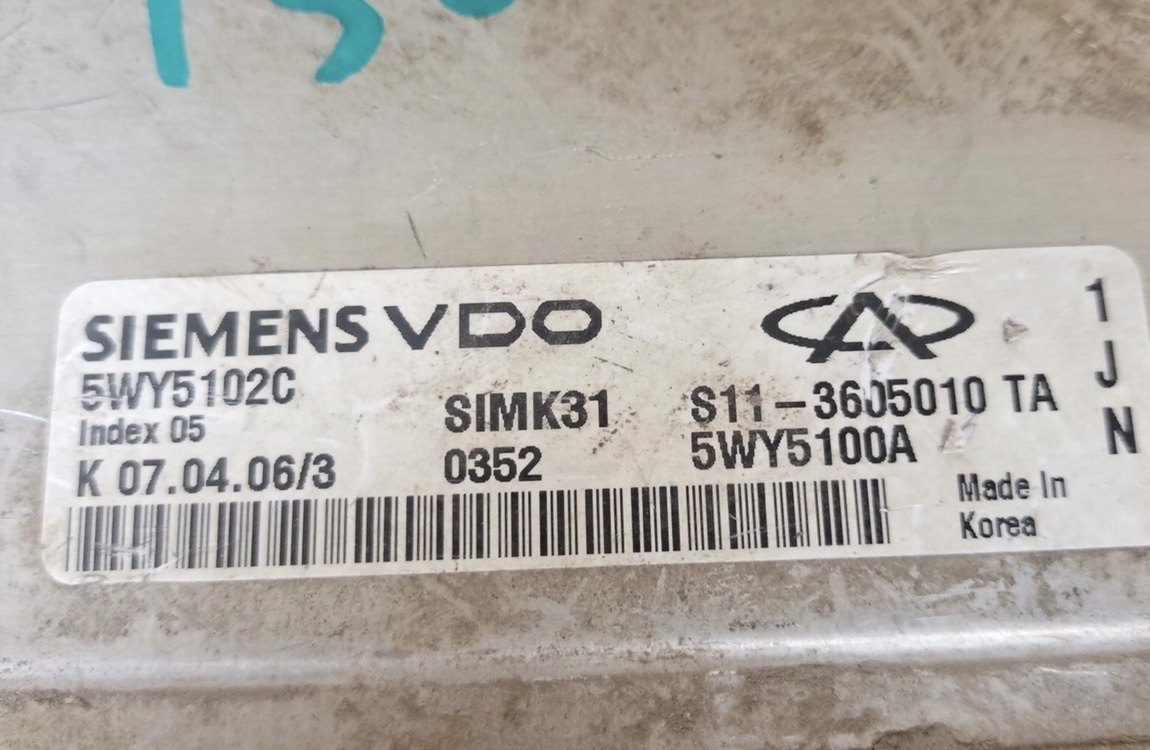 SIEMENS VDO
5WY5102C
Index 05
K 07.04.06/3
SIMK31
0352
S11-3605010 TA
5WY5100A
Made In
Korea
1
J
N